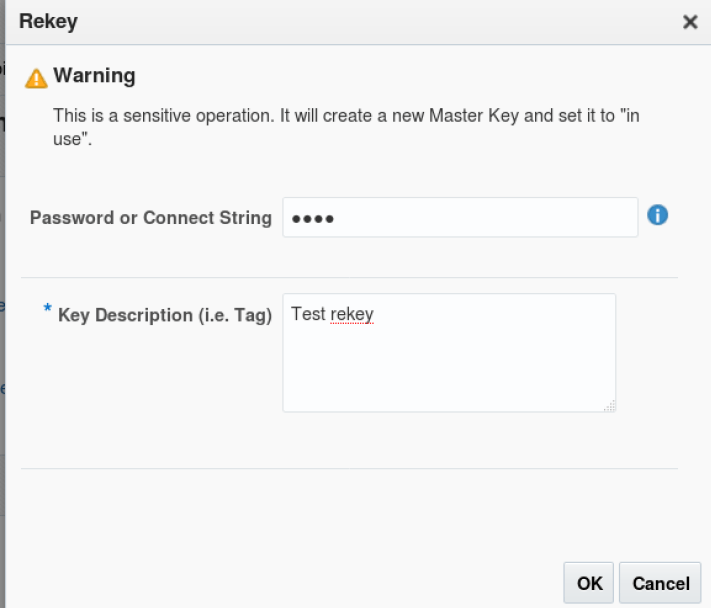 Rekey
Warning
This is a sensitive operation. It will create a new Master Key and set it to "in
use".
Password or Connect String ••••
* Key Description (i.e. Tag) Test rekey
OK Cancel